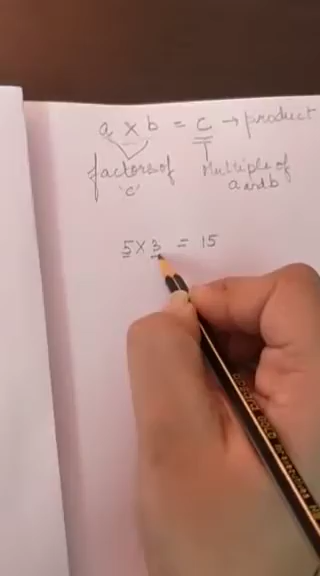 a x b = c → product
factors of Multiple of
'c' a and b
5 x 3 = 15